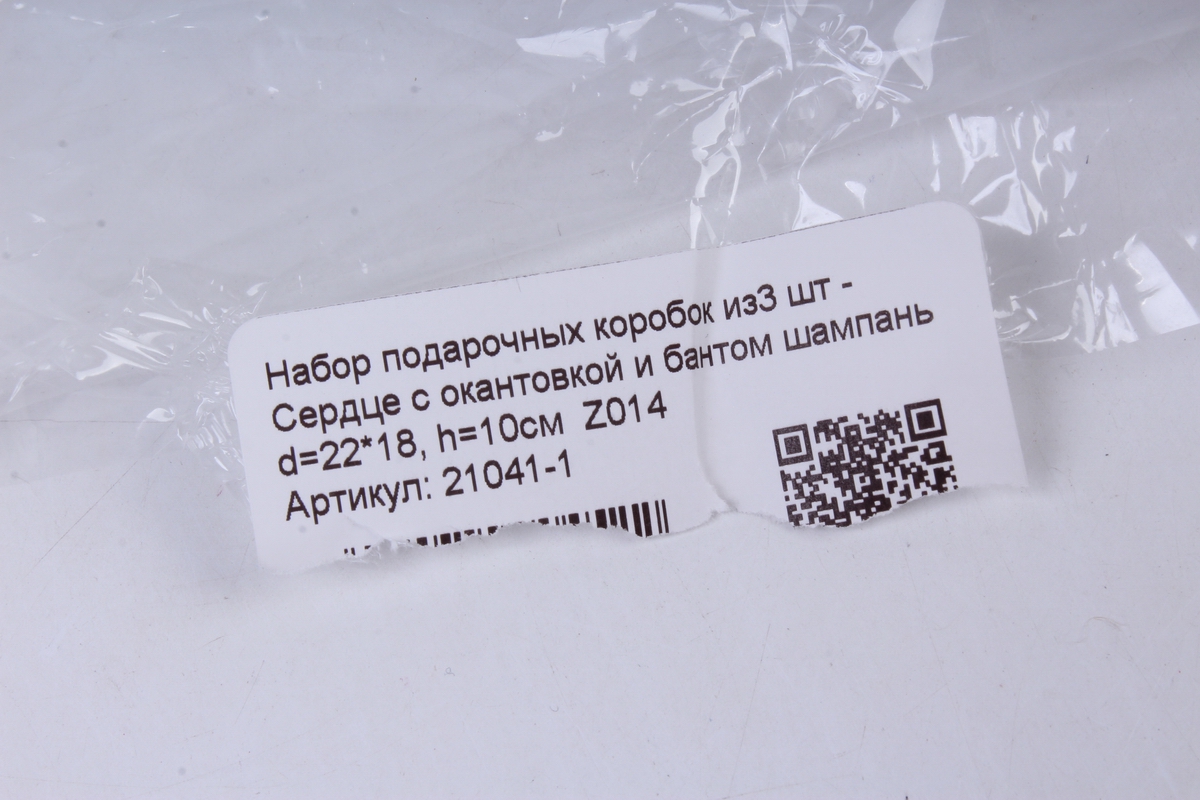 Набор подарочных коробок из3 шт -
Сердце с окантовкой и бантом шампань
d=22*18, h=10см Z014
Артикул: 21041-1